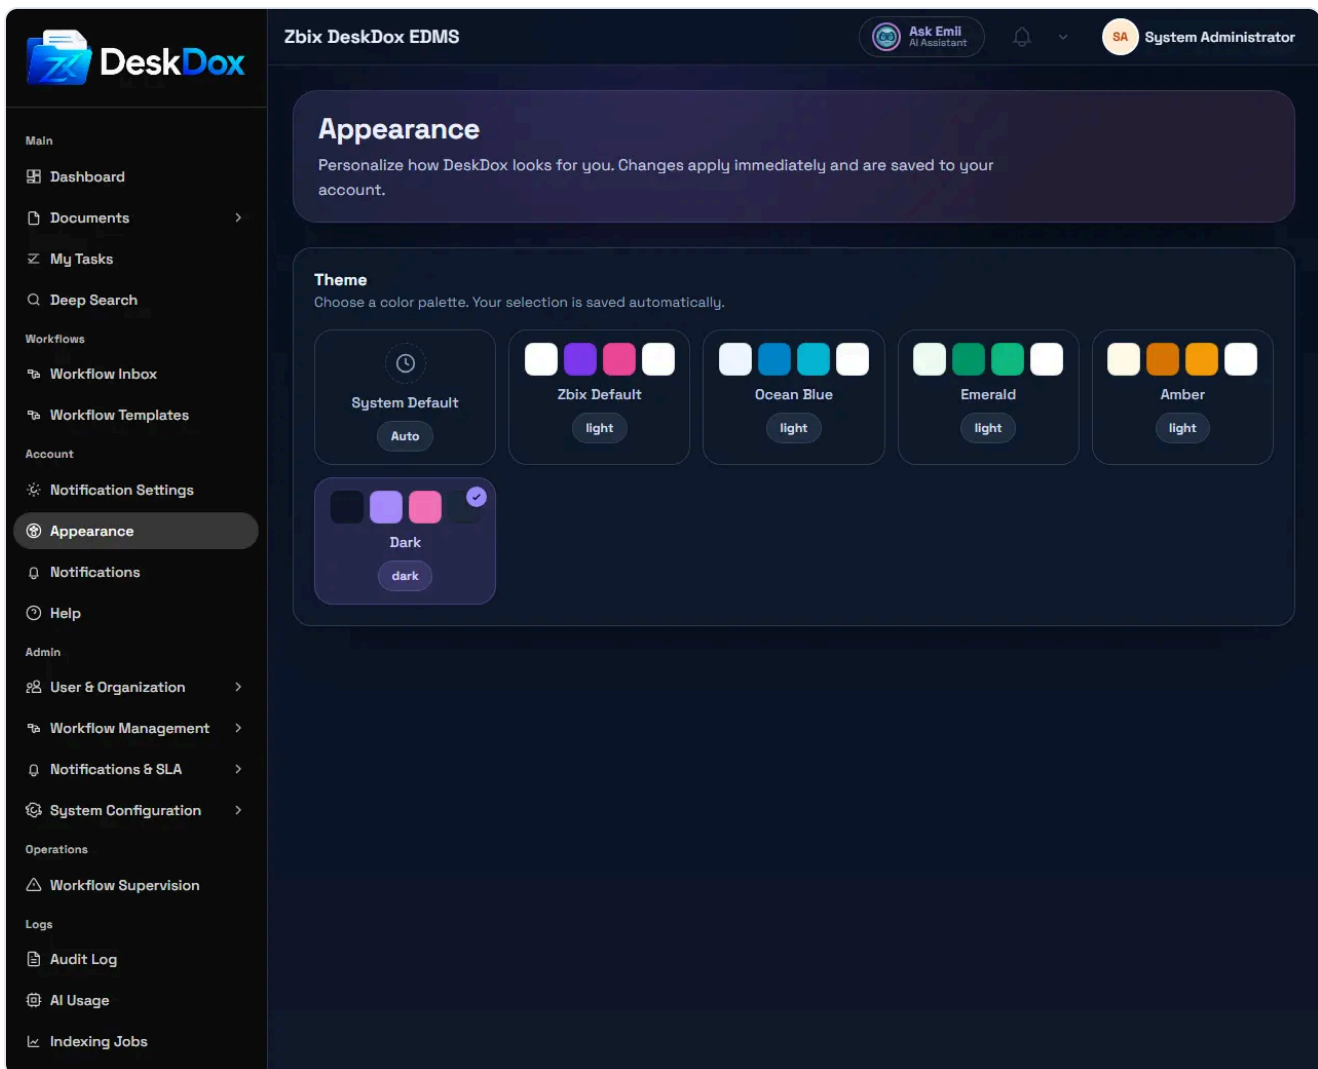 DeskDox
Zbix DeskDox EDMS
Ask Emii
AI Assistant
SA
System Administrator
Main
Dashboard
Documents
My Tasks
Deep Search
Workflows
Workflow Inbox
Workflow Templates
Account
Notification Settings
Appearance
Notifications
Help
Admin
User & Organization
Workflow Management
Notifications & SLA
System Configuration
Operations
Workflow Supervision
Logs
Audit Log
AI Usage
Indexing Jobs
Appearance
Personalize how DeskDox looks for you. Changes apply immediately and are saved to your
account.
Theme
Choose a color palette. Your selection is saved automatically.
System Default
Auto
Zbix Default
light
Ocean Blue
light
Emerald
light
Amber
light
Dark
dark